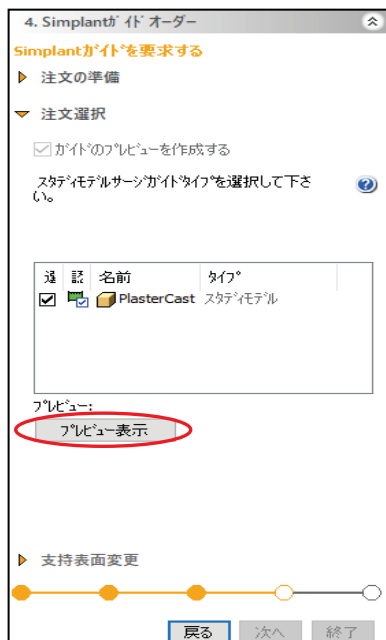 4. Simplantガイドオーダー
Simplantガイドを要求する
注文の準備
注文選択
ガイドのプレビューを作成する
スタディモデルサージガイドタイプを選択して下さ
い。
名前 タイプ
PlasterCast スタディモデル
プレビュー:
プレビュー表示
支持表面変更
戻る 次へ 終了